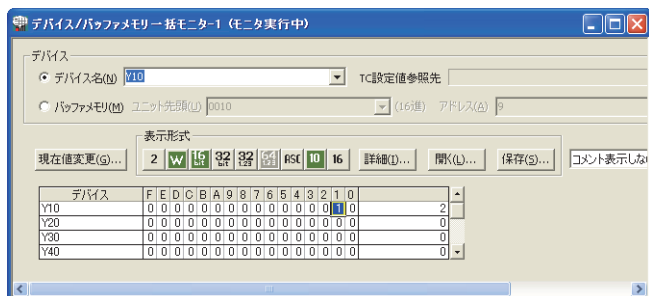 デバイス/バッファメモリ一括モニタ-1 (モニタ実行中)
デバイス
デバイス名(N) Y10 TC設定値参照先
バッファメモリ(M) ユニット先頭(U) 0010 (16進) アドレス(A) 9
表示形式
現在値変更(G)... 2 W 16 bit 32 bit 32 1.23 64 1.23 ASC 10 16 詳細(I)... 開く(L)... 保存(S)... コメント表示しな
デバイス F E D C B A 9 8 7 6 5 4 3 2 1 0
Y10 0 0 0 0 0 0 0 0 0 0 0 0 0 0 1 0 2
Y20 0 0 0 0 0 0 0 0 0 0 0 0 0 0 0 0 0
Y30 0 0 0 0 0 0 0 0 0 0 0 0 0 0 0 0 0
Y40 0 0 0 0 0 0 0 0 0 0 0 0 0 0 0 0 0